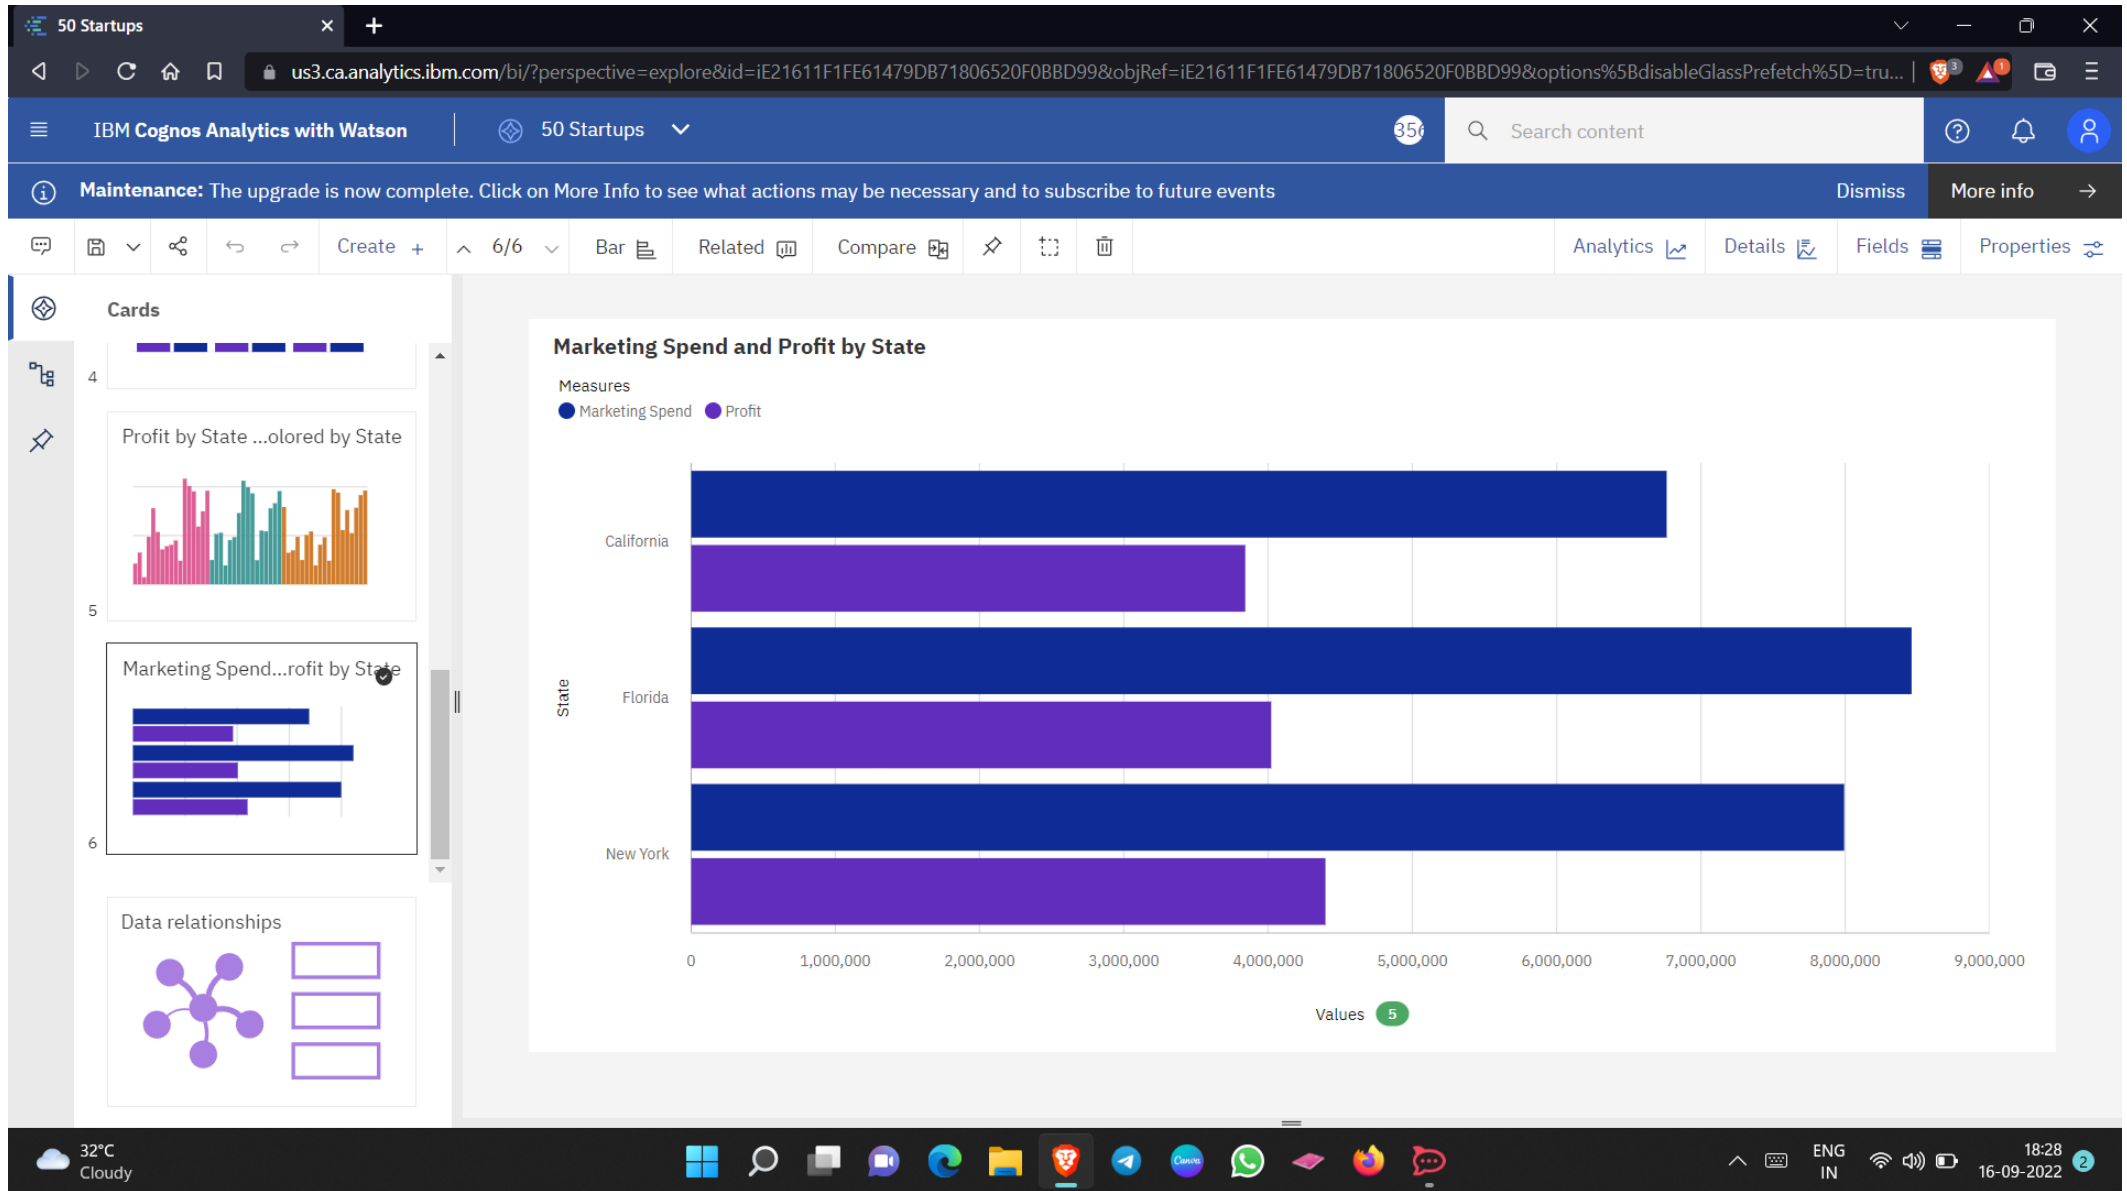 50 Startups
us3.ca.analytics.ibm.com/bi/?perspective=explore&id=iE21611F1FE61479DB71806520F0BBD99&objRef=iE21611F1FE61479DB71806520F0BBD99&options%5BdisableGlassPrefetch%5D=tru...
3
1
IBM Cognos Analytics with Watson
50 Startups
356
Search content
Maintenance: The upgrade is now complete. Click on More Info to see what actions may be necessary and to subscribe to future events
Dismiss
More info
Create +
6/6
Bar
Related
Compare
Analytics
Details
Fields
Properties
Cards
4
Profit by State ...olored by State
5
Marketing Spend...rofit by State
6
Data relationships
Marketing Spend and Profit by State
Measures
Marketing Spend Profit
State
California
Florida
New York
0 1,000,000 2,000,000 3,000,000 4,000,000 5,000,000 6,000,000 7,000,000 8,000,000 9,000,000
Values 5
32°C
Cloudy
Canva
ENG
IN
18:28
16-09-2022
2